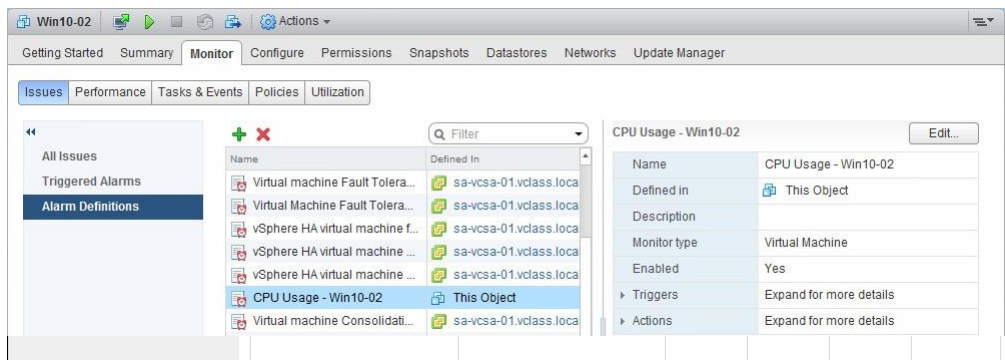 Win10-02 Actions
Getting Started Summary Monitor Configure Permissions Snapshots Datastores Networks Update Manager
Issues Performance Tasks & Events Policies Utilization
All Issues
Triggered Alarms
Alarm Definitions
Filter
Name Defined In
Virtual machine Fault Tolera... sa-vcsa-01.vclass.loca
Virtual Machine Fault Tolera... sa-vcsa-01.vclass.loca
vSphere HA virtual machine f... sa-vcsa-01.vclass.loca
vSphere HA virtual machine ... sa-vcsa-01.vclass.loca
vSphere HA virtual machine ... sa-vcsa-01.vclass.loca
CPU Usage - Win10-02 This Object
Virtual machine Consolidati... sa-vcsa-01.vclass.loca
CPU Usage - Win10-02 Edit...
Name CPU Usage - Win10-02
Defined in This Object
Description
Monitor type Virtual Machine
Enabled Yes
Triggers Expand for more details
Actions Expand for more details